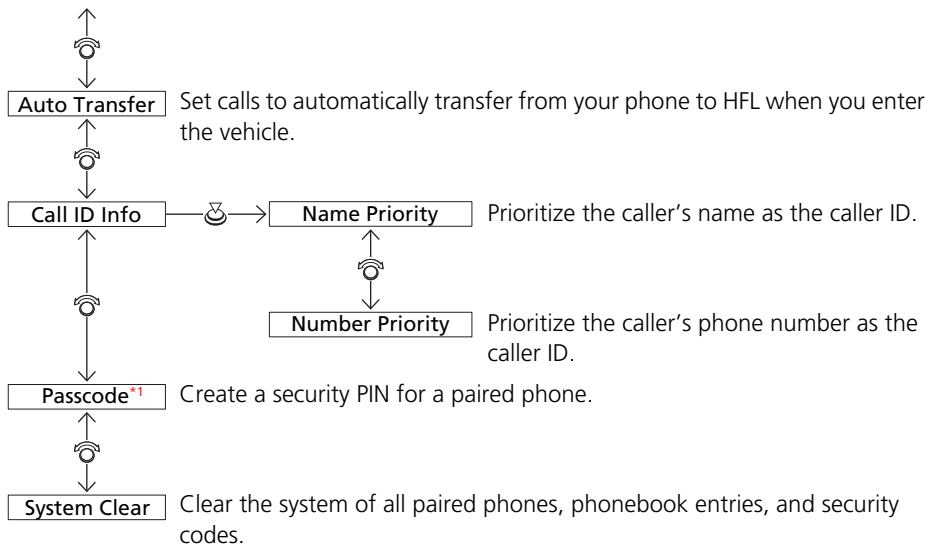 Auto Transfer Set calls to automatically transfer from your phone to HFL when you enter
the vehicle.
Call ID Info Name Priority Prioritize the caller's name as the caller ID.
Number Priority Prioritize the caller's phone number as the
caller ID.
Passcode*1 Create a security PIN for a paired phone.
System Clear Clear the system of all paired phones, phonebook entries, and security
codes.